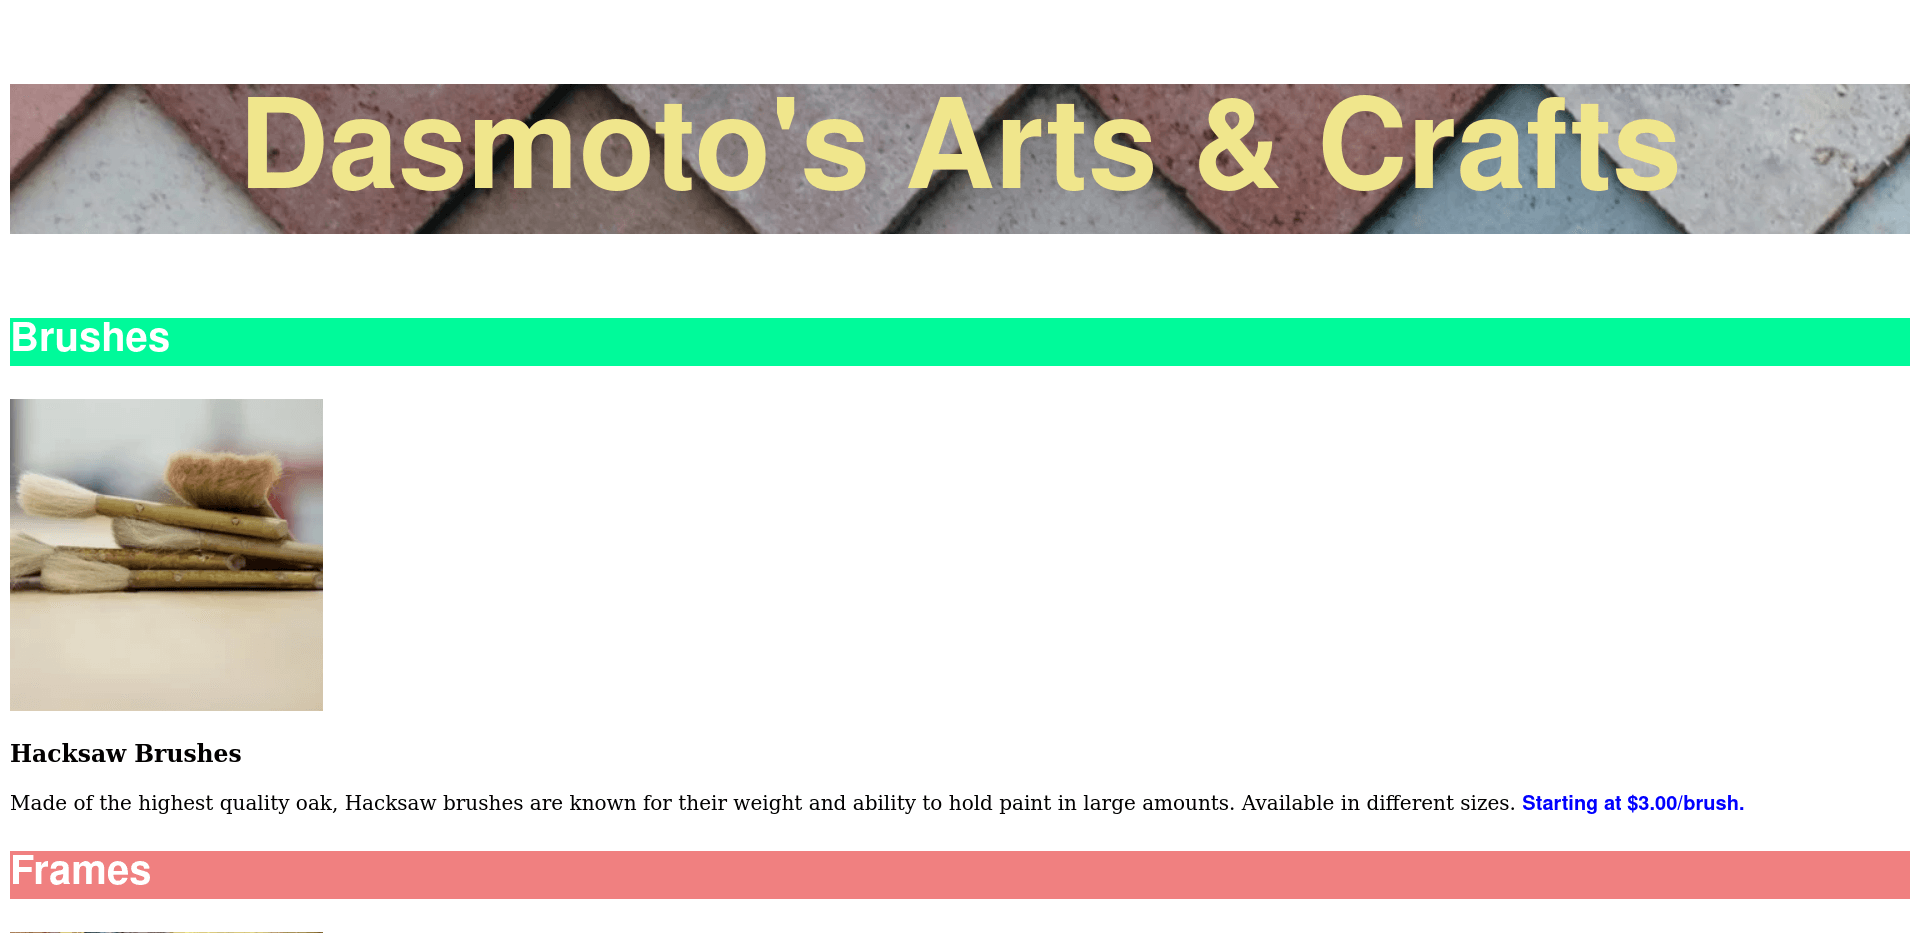 Dasmoto's Arts & Crafts
Brushes
Hacksaw Brushes
Made of the highest quality oak, Hacksaw brushes are known for their weight and ability to hold paint in large amounts. Available in different sizes. Starting at $3.00/brush.
Frames